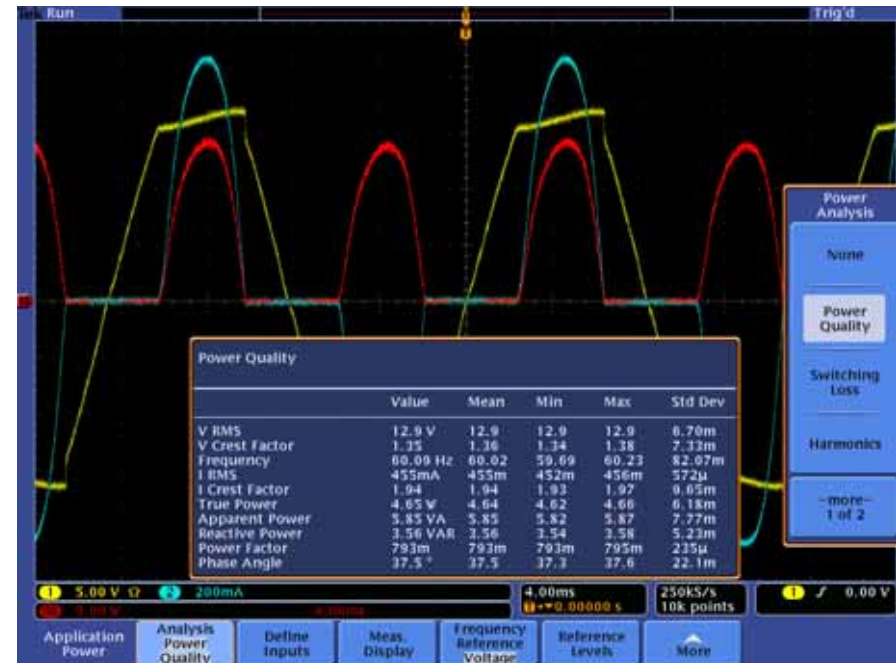 Run
Trig'd
Power Analysis
None
Power Quality
Switching Loss
Harmonics
-more-
1 of 2
Power Quality
Value Mean Min Max Std Dev
V RMS 12.9 V 12.9 12.9 12.9 6.70m
V Crest Factor 1.35 1.36 1.34 1.38 7.33m
Frequency 60.09 Hz 60.02 59.69 60.23 82.07m
I RMS 455mA 455m 452m 456m 572µ
I Crest Factor 1.94 1.94 1.93 1.97 9.65m
True Power 4.65 W 4.64 4.62 4.66 6.18m
Apparent Power 5.85 VA 5.85 5.82 5.87 7.77m
Reactive Power 3.56 VAR 3.56 3.54 3.58 5.23m
Power Factor 793m 793m 793m 795m 235µ
Phase Angle 37.5 ° 37.5 37.3 37.6 22.1m
1 5.00 V Ω 2 200mA 4.00ms 250kS/s 1 0.00 V
0.00000 s 10k points
Application Power
Analysis Power Quality
Define Inputs
Meas. Display
Frequency Reference Voltage
Reference Levels
More